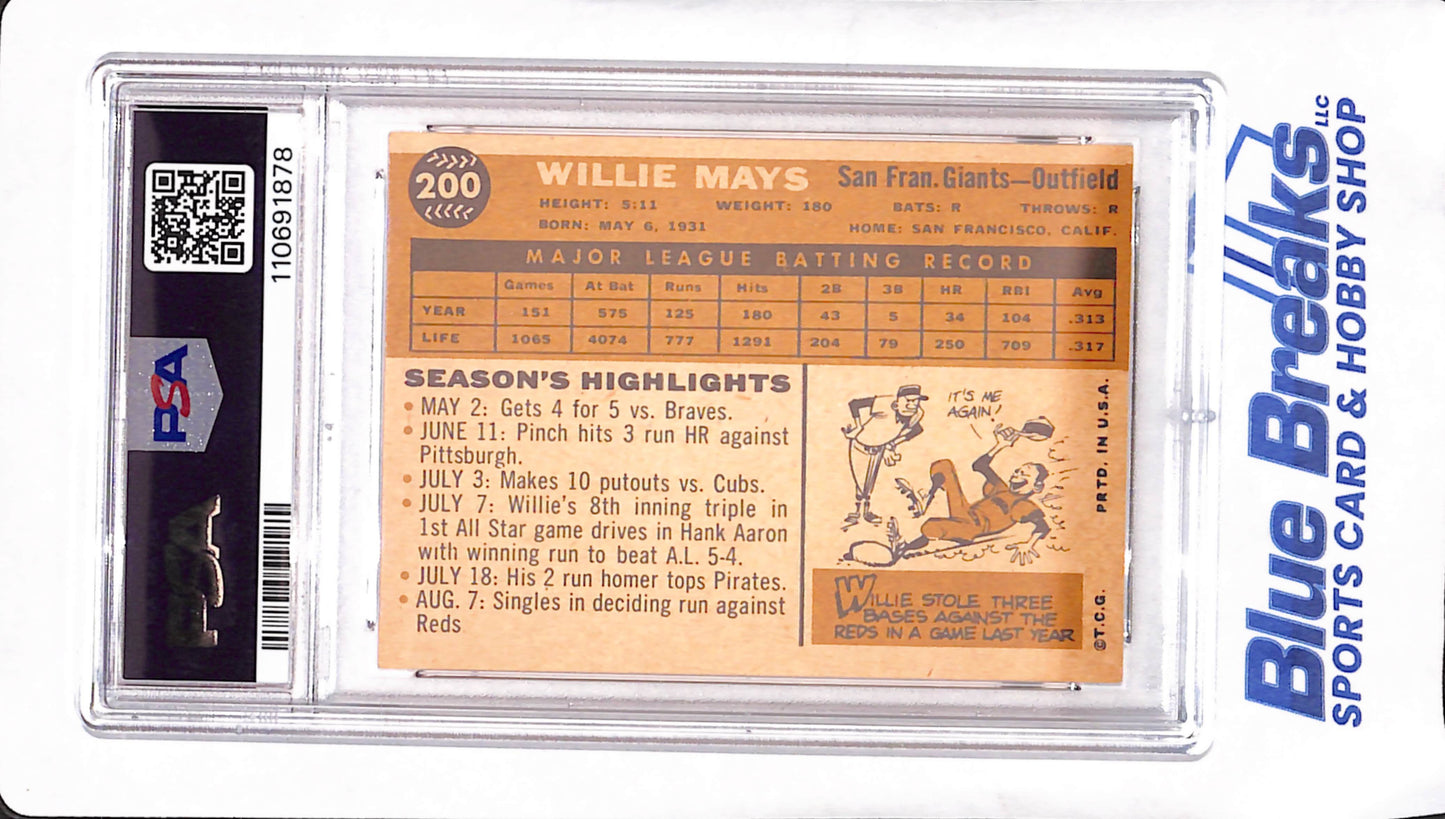 110691878
PSA
PSA
200
WILLIE MAYS San Fran. Giants—Outfield
HEIGHT: 5:11 WEIGHT: 180 BATS: R THROWS: R
BORN: MAY 6, 1931 HOME: SAN FRANCISCO, CALIF.
MAJOR LEAGUE BATTING RECORD
Games At Bat Runs Hits 2B 3B HR RBI Avg
YEAR 151 575 125 180 43 5 34 104 .313
LIFE 1065 4074 777 1291 204 79 250 709 .317
SEASON'S HIGHLIGHTS
• MAY 2: Gets 4 for 5 vs. Braves.
• JUNE 11: Pinch hits 3 run HR against
Pittsburgh.
• JULY 3: Makes 10 putouts vs. Cubs.
• JULY 7: Willie's 8th inning triple in
1st All Star game drives in Hank Aaron
with winning run to beat A.L. 5-4.
• JULY 18: His 2 run homer tops Pirates.
• AUG. 7: Singles in deciding run against
Reds
IT'S ME
AGAIN!
WILLIE STOLE THREE
BASES AGAINST THE
REDS IN A GAME LAST YEAR
©T.C.G. PRTD. IN U.S.A.
Blue Breaks LLC
SPORTS CARD & HOBBY SHOP